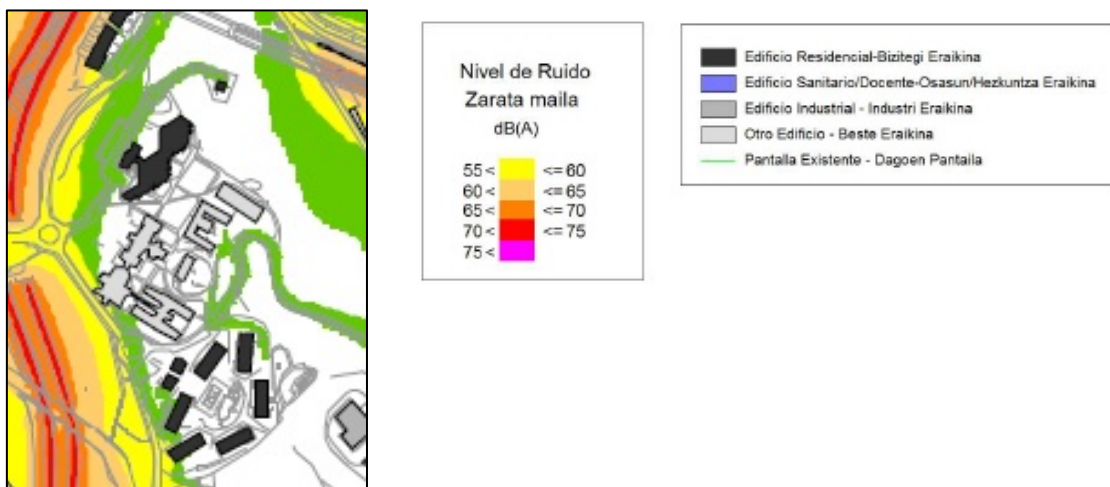 Nivel de Ruido
Zarata maila
dB(A)
55 < <= 60
60 < <= 65
65 < <= 70
70 < <= 75
75 <
Edificio Residencial-Bizitegi Eraikina
Edificio Sanitario/Docente-Osasun/Hezkuntza Eraikina
Edificio Industrial - Industri Eraikina
Otro Edificio - Beste Eraikina
Pantalla Existente - Dagoen Pantaila